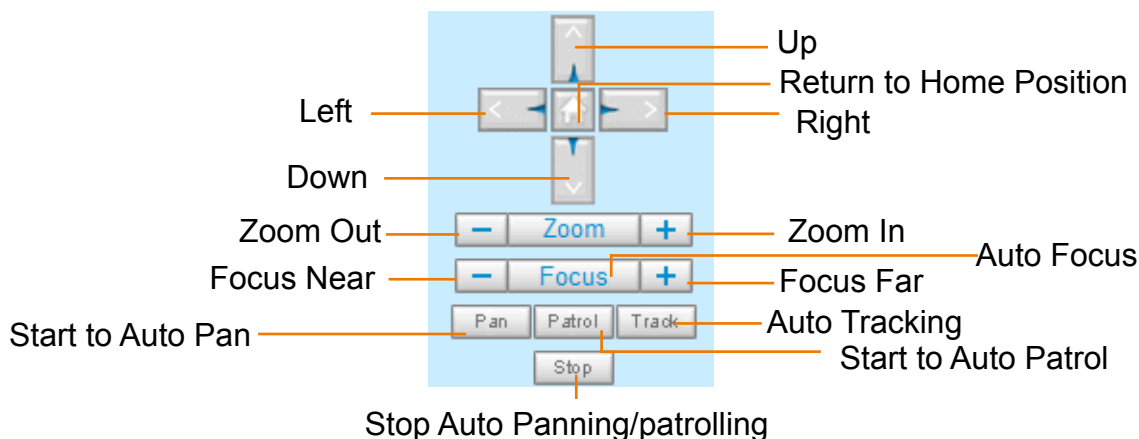 Up
Return to Home Position
Left
Right
Down
Zoom Out
− Zoom +
Zoom In
Auto Focus
Focus Near
− Focus +
Focus Far
Pan Patrol Track
Auto Tracking
Start to Auto Pan
Start to Auto Patrol
Stop
Stop Auto Panning/patrolling